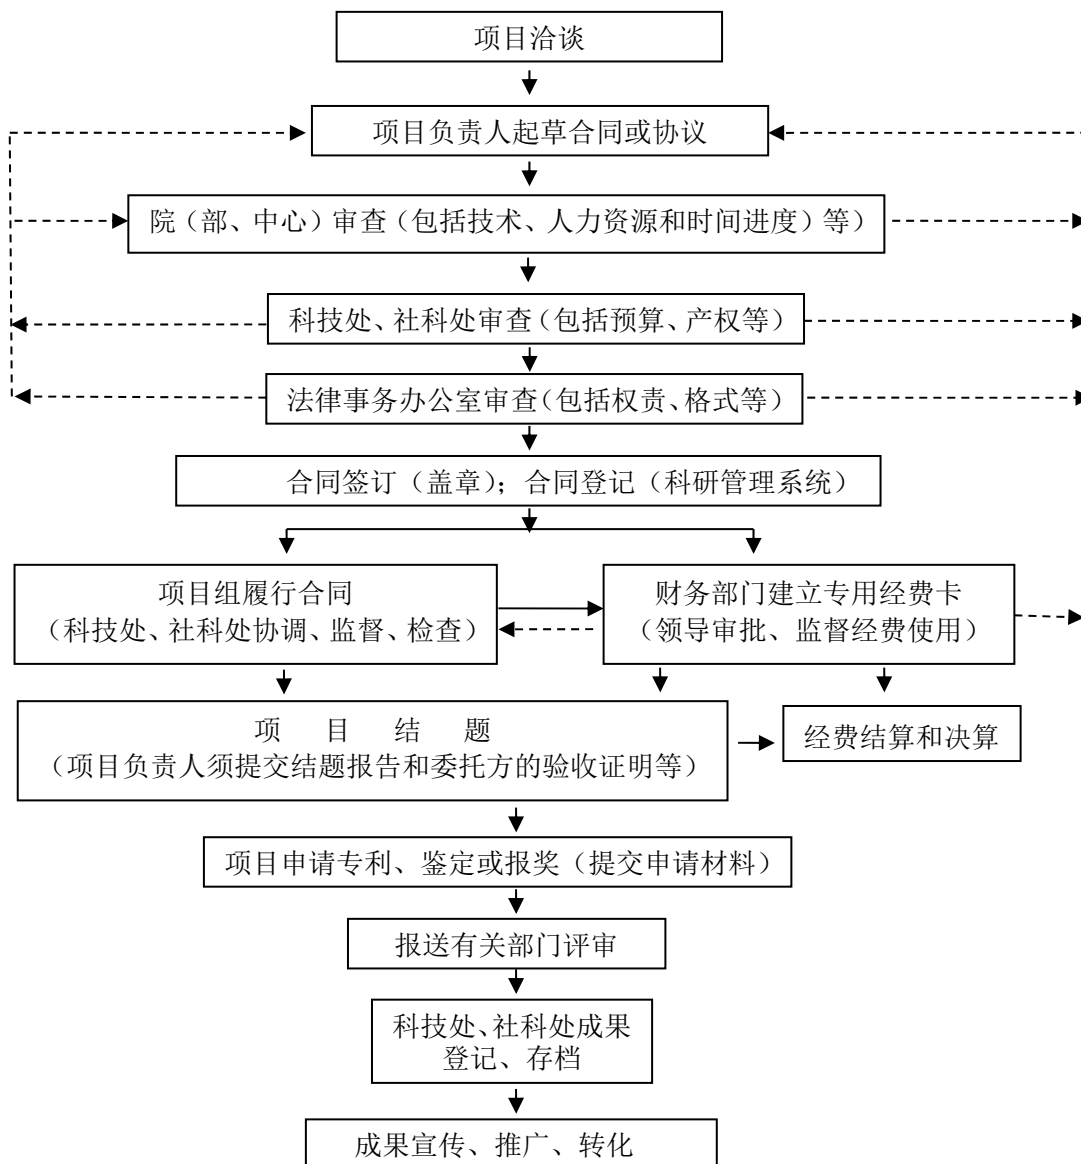 项目洽谈
项目负责人起草合同或协议
院（部、中心）审查（包括技术、人力资源和时间进度）等）
科技处、社科处审查（包括预算、产权等）
法律事务办公室审查（包括权责、格式等）
合同签订（盖章）；合同登记（科研管理系统）
项目组履行合同
（科技处、社科处协调、监督、检查）
财务部门建立专用经费卡
（领导审批、监督经费使用）
项 目 结 题
（项目负责人须提交结题报告和委托方的验收证明等）
经费结算和决算
项目申请专利、鉴定或报奖（提交申请材料）
报送有关部门评审
科技处、社科处成果
登记、存档
成果宣传、推广、转化